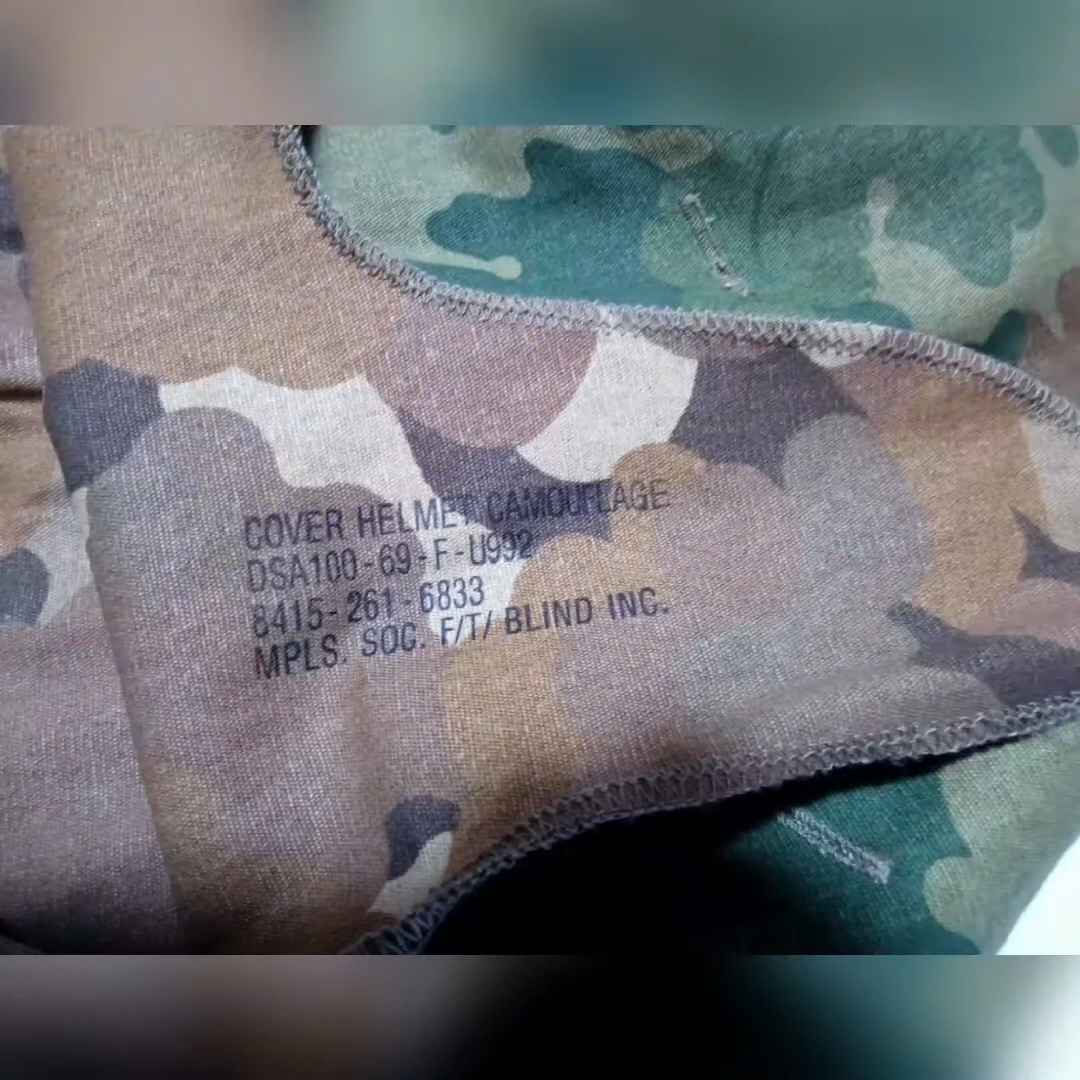 COVER HELMET CAMOUFLAGE
DSA100-69-F-U992
8415-261-6833
MPLS. SOC. F/T/ BLIND INC.